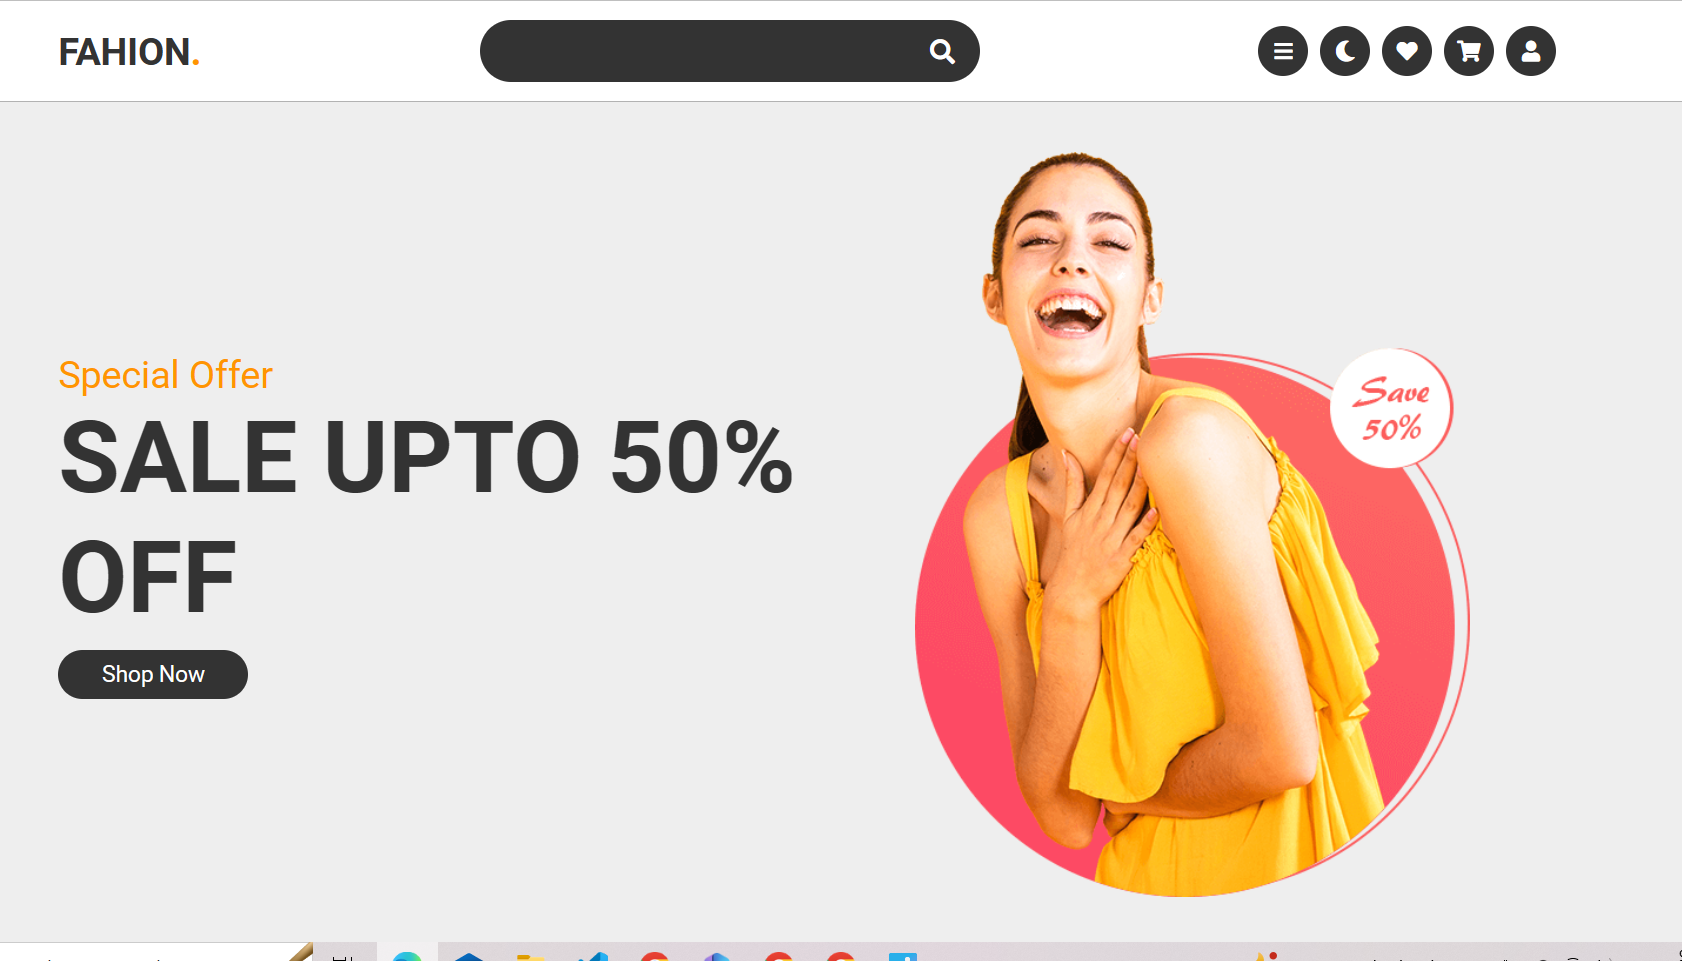 FAHION.
Special Offer
SALE UPTO 50%
OFF
Shop Now
Save
50%